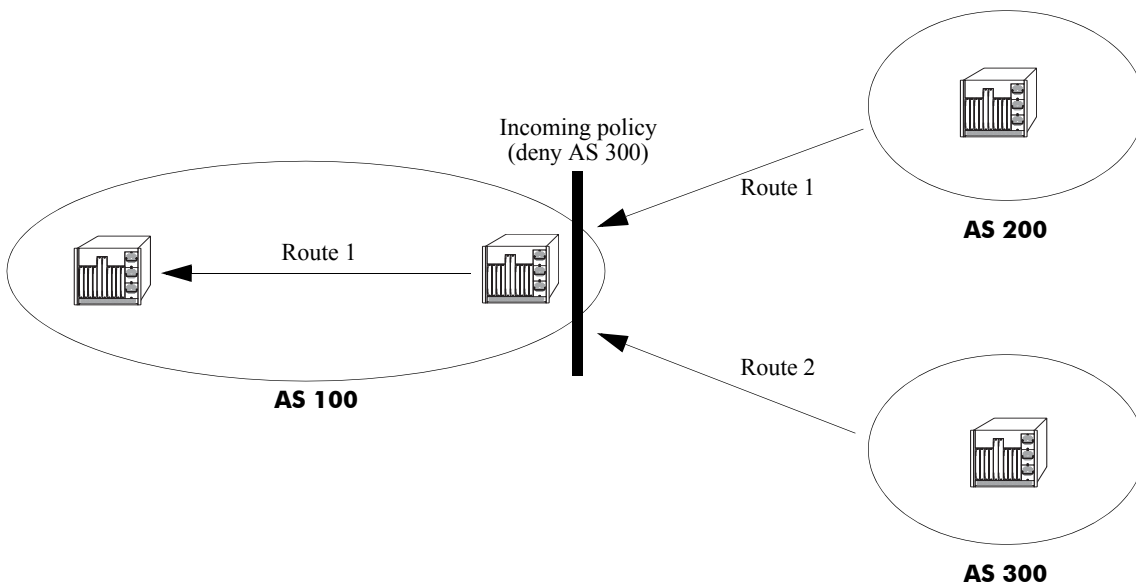 Incoming policy
(deny AS 300)
Route 1
AS 200
Route 1
AS 100
Route 2
AS 300